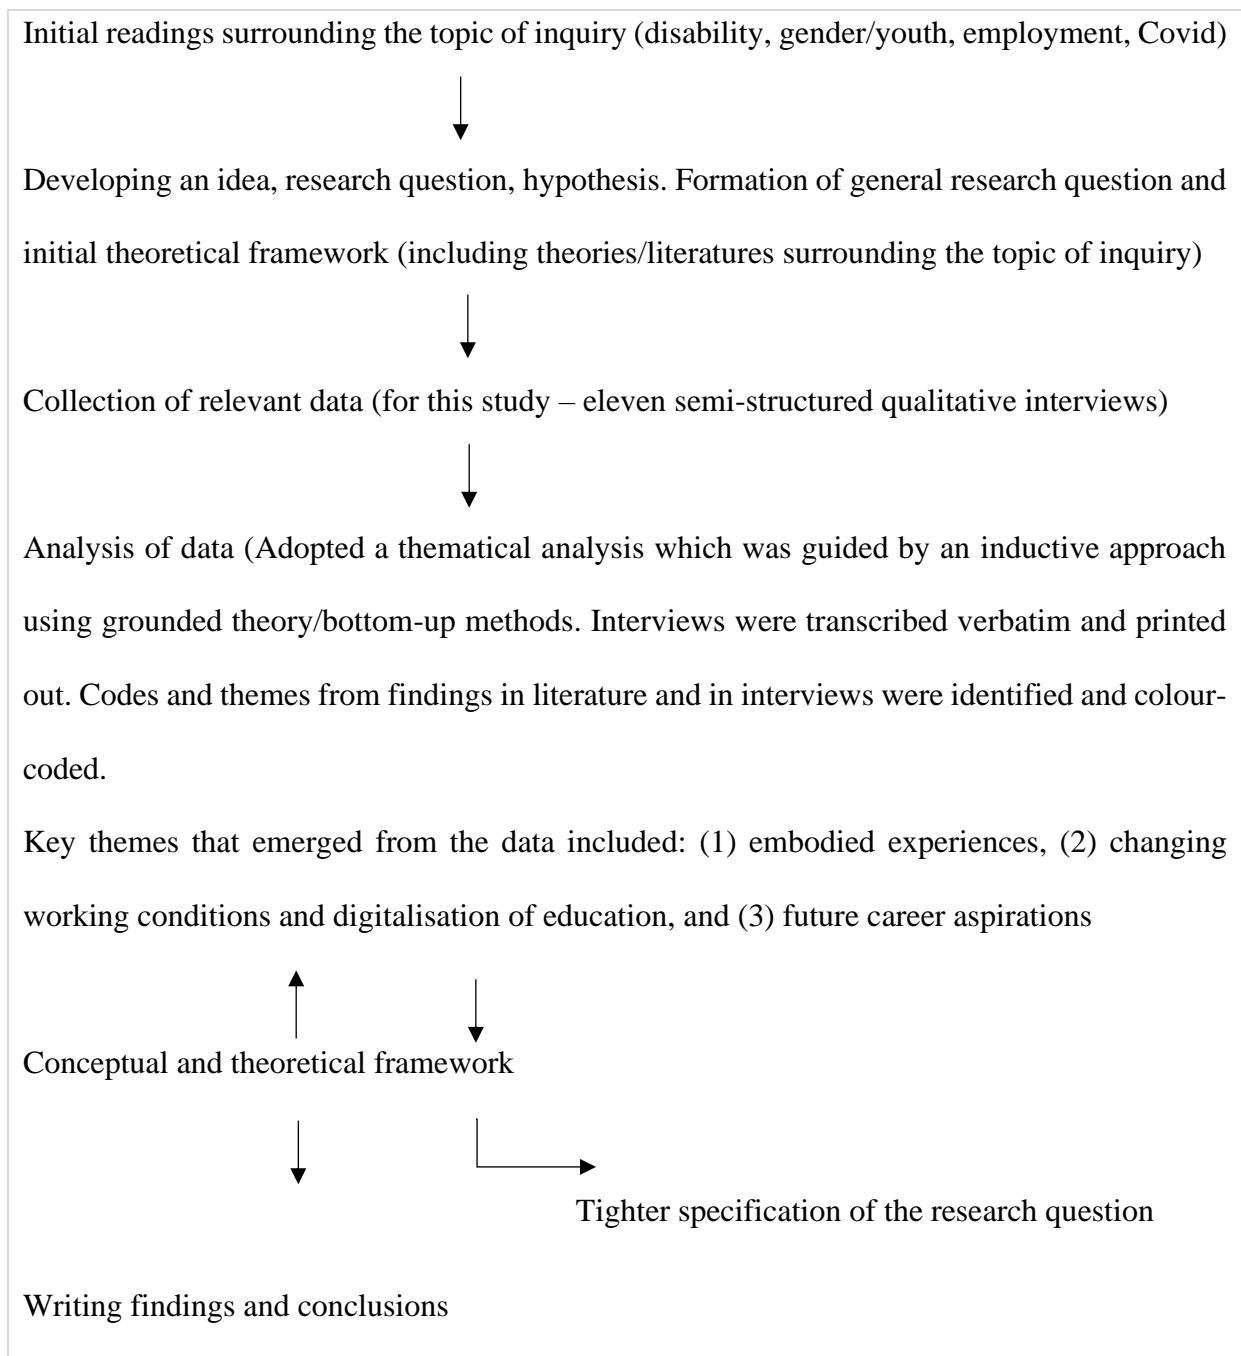 Initial readings surrounding the topic of inquiry (disability, gender/youth, employment, Covid)
Developing an idea, research question, hypothesis. Formation of general research question and
initial theoretical framework (including theories/literatures surrounding the topic of inquiry)
Collection of relevant data (for this study – eleven semi-structured qualitative interviews)
Analysis of data (Adopted a thematical analysis which was guided by an inductive approach
using grounded theory/bottom-up methods. Interviews were transcribed verbatim and printed
out. Codes and themes from findings in literature and in interviews were identified and colour-
coded.
Key themes that emerged from the data included: (1) embodied experiences, (2) changing
working conditions and digitalisation of education, and (3) future career aspirations
Conceptual and theoretical framework
Tighter specification of the research question
Writing findings and conclusions